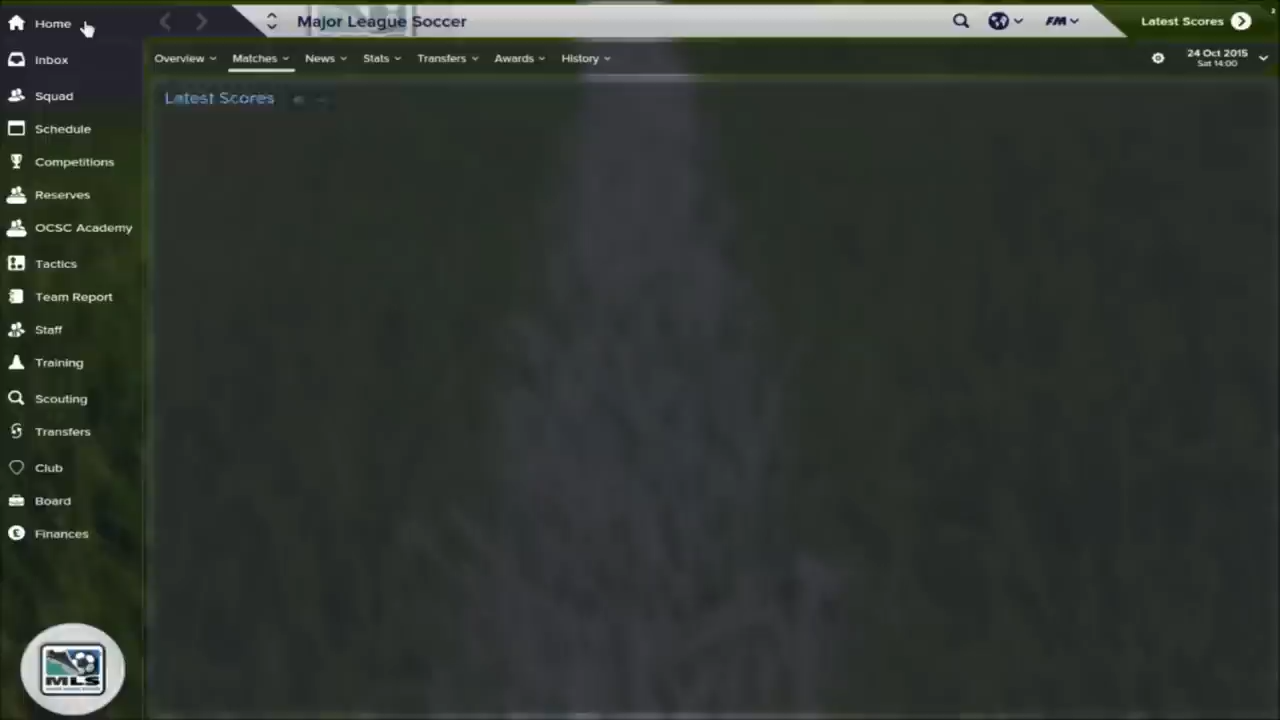 Home
Major League Soccer
FM
Latest Scores
Inbox
Overview
Matches
News
Stats
Transfers
Awards
History
24 Oct 2015
Sat 14:00
Squad
Latest Scores
Schedule
Competitions
Reserves
OCSC Academy
Tactics
Team Report
Staff
Training
Scouting
Transfers
Club
Board
Finances
MLS